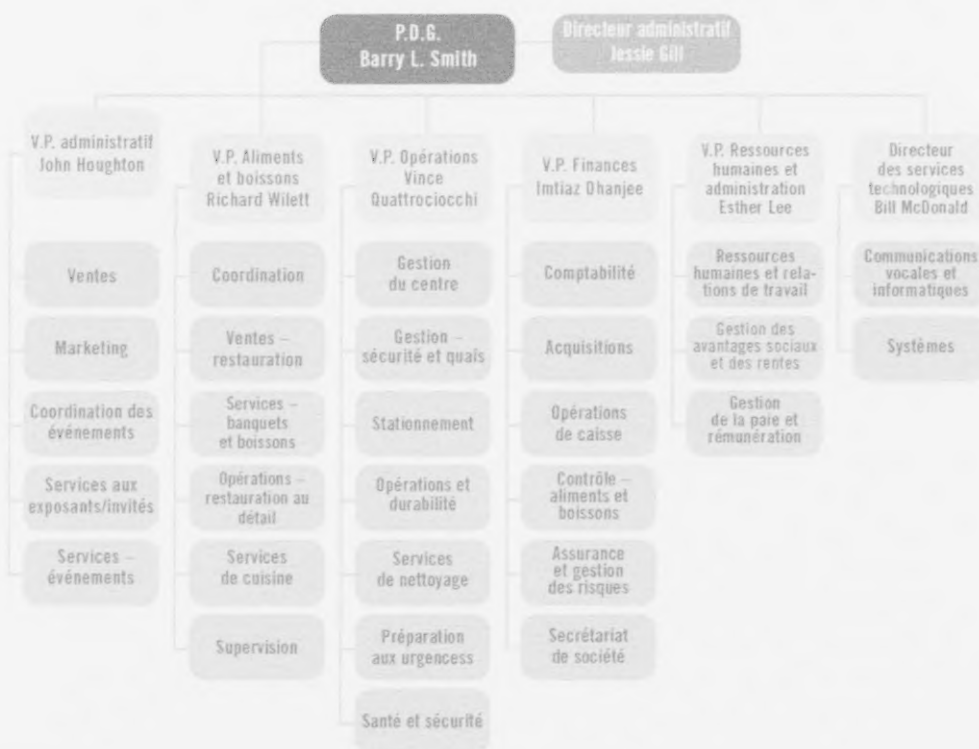 P.D.G.
Barry L. Smith
Directeur administratif
Jessie Gill
V.P. administratif
John Houghton
Ventes
Marketing
Coordination des
événements
Services aux
exposants/invités
Services –
événements
V.P. Aliments
et boissons
Richard Wilett
Coordination
Ventes –
restauration
Services –
banquets
et boissons
Opérations –
restauration au
détail
Services
de cuisine
Supervision
V.P. Opérations
Vince
Quattrociocchi
Gestion
du centre
Gestion –
sécurité et quais
Stationnement
Opérations et
durabilité
Services
de nettoyage
Préparation
aux urgencess
Santé et sécurité
V.P. Finances
Imtiaz Dhanjee
Comptabilité
Acquisitions
Opérations
de caisse
Contrôle –
aliments et
boissons
Assurance
et gestion
des risques
Secrétariat
de société
V.P. Ressources
humaines et
administration
Esther Lee
Ressources
humaines et rela-
tions de travail
Gestion des
avantages sociaux
et des rentes
Gestion
de la paie et
rémunération
Directeur
des services
technologiques
Bill McDonald
Communications
vocales et
informatiques
Systèmes